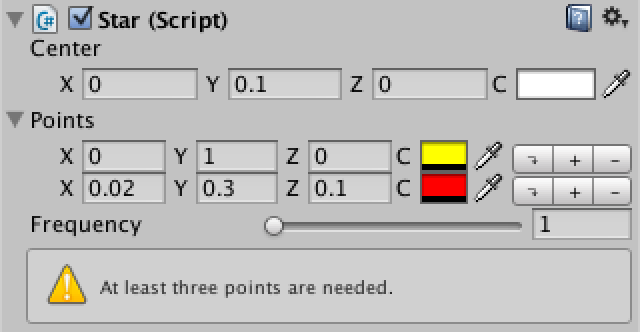 Star (Script)
Center
X 0 Y 0.1 Z 0 C
Points
X 0 Y 1 Z 0 C + -
X 0.02 Y 0.3 Z 0.1 C + -
Frequency 1
At least three points are needed.